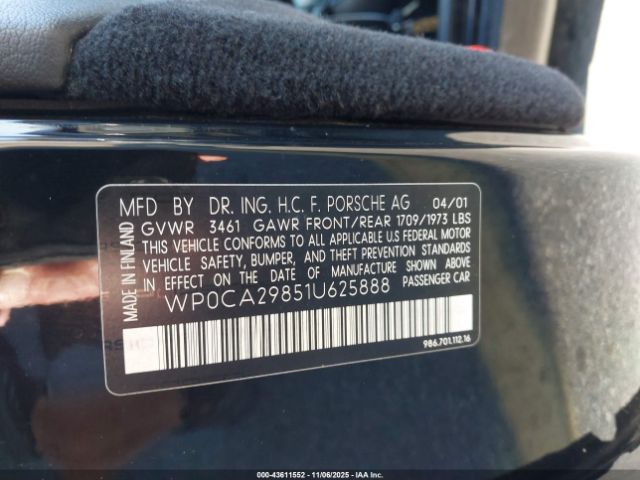 MFD BY DR. ING. H.C. F. PORSCHE AG 04/01
GVWR 3461 GAWR FRONT/REAR 1709/1973 LBS
THIS VEHICLE CONFORMS TO ALL APPLICABLE U.S. FEDERAL MOTOR
VEHICLE SAFETY, BUMPER, AND THEFT PREVENTION STANDARDS
IN EFFECT ON THE DATE OF MANUFACTURE SHOWN ABOVE.
WP0CA29851U625888 PASSENGER CAR
MADE IN FINLAND
986.701.112.16
000-43611552 - 11/06/2025 - IAA Inc.